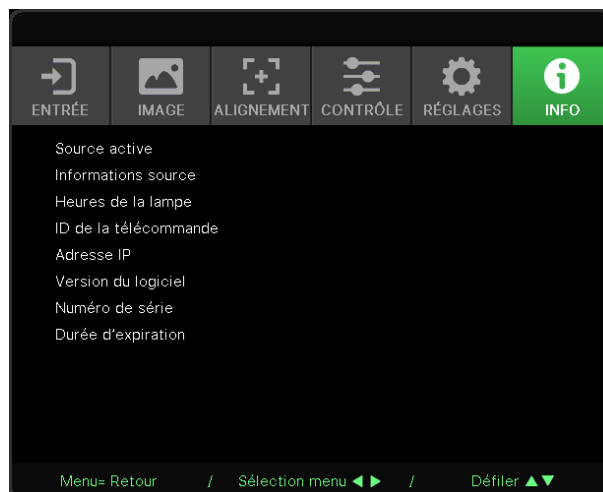 ENTRÉE IMAGE ALIGNEMENT CONTRÔLE RÉGLAGES INFO
Source active
Informations source
Heures de la lampe
ID de la télécommande
Adresse IP
Version du logiciel
Numéro de série
Durée d'expiration
Menu= Retour / Sélection menu ◀ ▶ / Défiler ▲▼